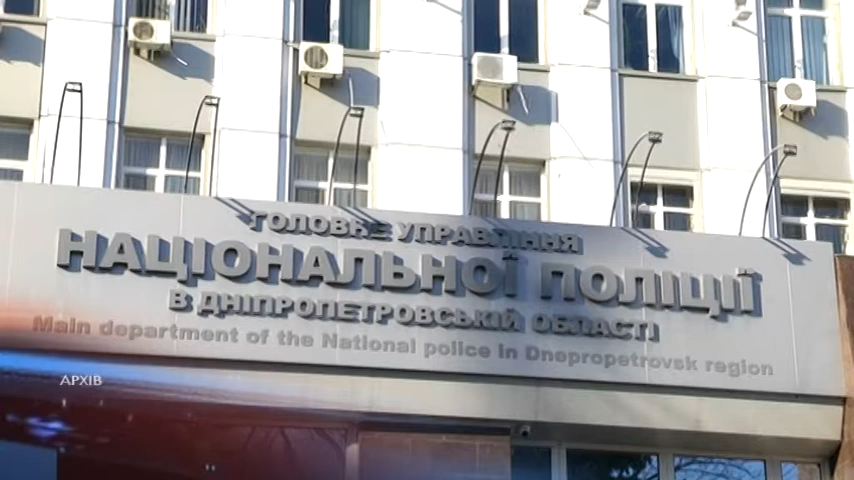 ГОЛОВНЕ УПРАВЛІННЯ
НАЦІОНАЛЬНОЇ ПОЛІЦІЇ
В ДНІПРОПЕТРОВСЬКІЙ ОБЛАСТІ
Main department of the National police in Dnepropetrovsk region
АРХІВ